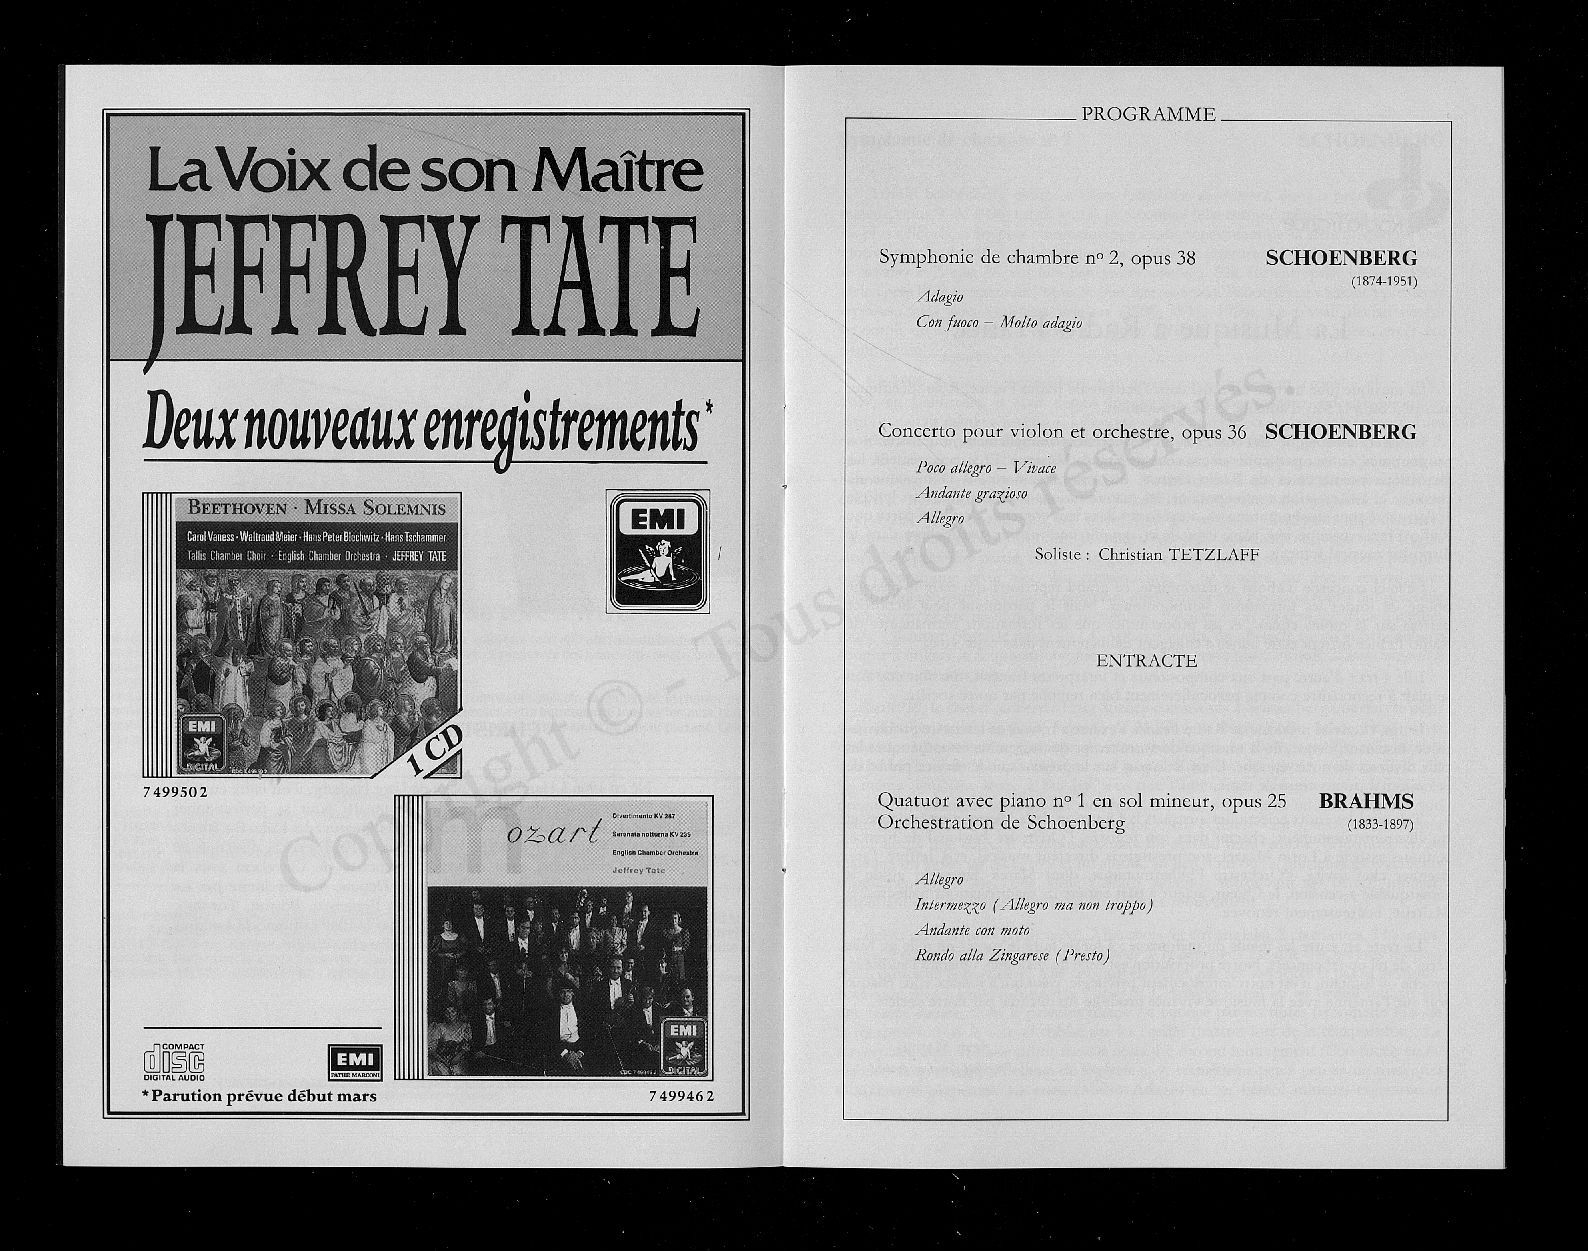 La Voix de son Maître
JEFFREY TATE
Deux nouveaux enregistrements*
BEETHOVEN · MISSA SOLEMNIS
Carol Vaness · Waltraud Meier · Hans Peter Blochwitz · Hans Tschammer
Tallis Chamber Choir · English Chamber Orchestra · JEFFREY TATE
EMI
DIGITAL
1 CD
7 49950 2
EMI
mozart
Divertimento KV 287
Serenata notturna KV 239
English Chamber Orchestra
Jeffrey Tate
EMI
DIGITAL
COMPACT
disc
DIGITAL AUDIO
EMI
PATHE MARCONI
*Parution prévue début mars
7 49946 2
PROGRAMME
Symphonie de chambre nº 2, opus 38 SCHOENBERG
(1874-1951)
Adagio
Con fuoco – Molto adagio
Concerto pour violon et orchestre, opus 36 SCHOENBERG
Poco allegro – Vivace
Andante grazioso
Allegro
Soliste : Christian TETZLAFF
ENTRACTE
Quatuor avec piano nº 1 en sol mineur, opus 25 BRAHMS
Orchestration de Schoenberg (1833-1897)
Allegro
Intermezzo (Allegro ma non troppo)
Andante con moto
Rondo alla Zingarese (Presto)
Copyright © - Tous droits réservés.